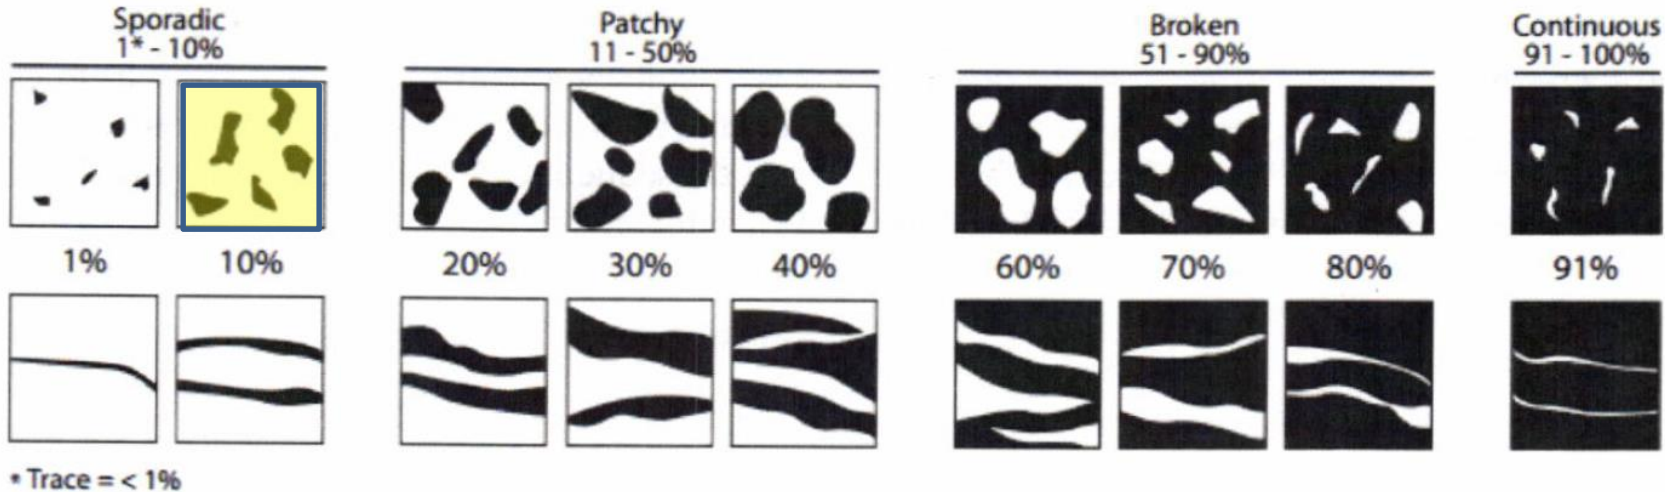 Sporadic
1* - 10%
Patchy
11 - 50%
Broken
51 - 90%
Continuous
91 - 100%
1%
10%
20%
30%
40%
60%
70%
80%
91%
* Trace = < 1%